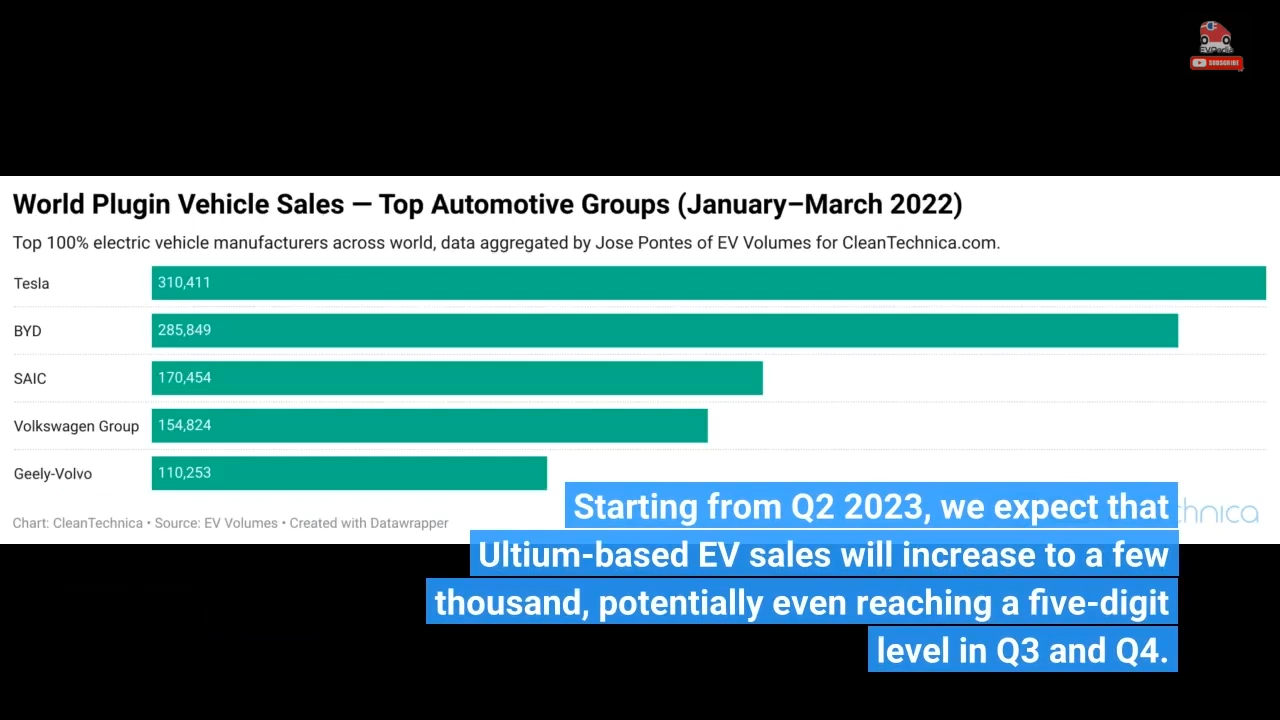 SUBSCRIBE
World Plugin Vehicle Sales — Top Automotive Groups (January–March 2022)
Top 100% electric vehicle manufacturers across world, data aggregated by Jose Pontes of EV Volumes for CleanTechnica.com.
Tesla 310,411
BYD 285,849
SAIC 170,454
Volkswagen Group 154,824
Geely-Volvo 110,253
Chart: CleanTechnica • Source: EV Volumes • Created with Datawrapper
Starting from Q2 2023, we expect that
Ultium-based EV sales will increase to a few
thousand, potentially even reaching a five-digit
level in Q3 and Q4.